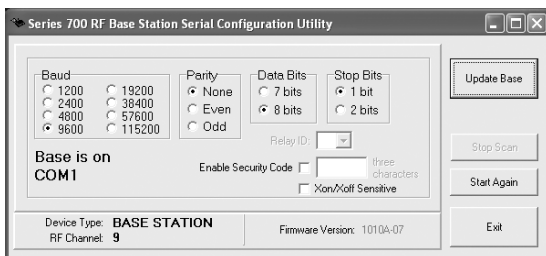 Series 700 RF Base Station Serial Configuration Utility
Baud
1200 19200
2400 38400
4800 57600
9600 115200
Parity
None
Even
Odd
Data Bits
7 bits
8 bits
Stop Bits
1 bit
2 bits
Relay ID:
Base is on
COM1
Enable Security Code
three
characters
Xon/Xoff Sensitive
Device Type: BASE STATION
RF Channel: 9
Firmware Version: 1010A-07
Update Base
Stop Scan
Start Again
Exit